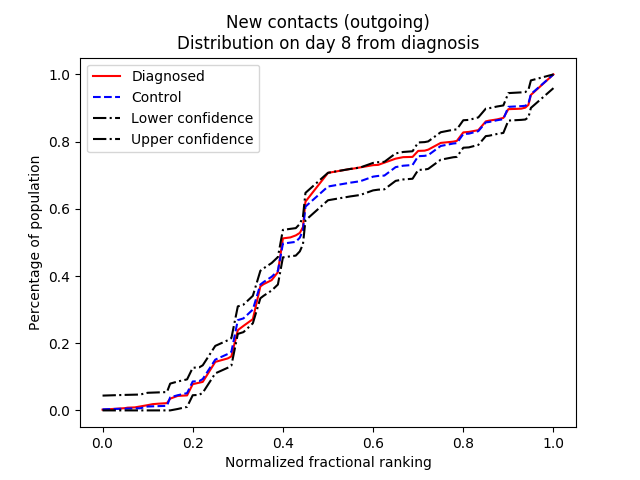 New contacts (outgoing)
Distribution on day 8 from diagnosis
Diagnosed
Control
Lower confidence
Upper confidence
Percentage of population
1.0
0.8
0.6
0.4
0.2
0.0
0.0 0.2 0.4 0.6 0.8 1.0
Normalized fractional ranking